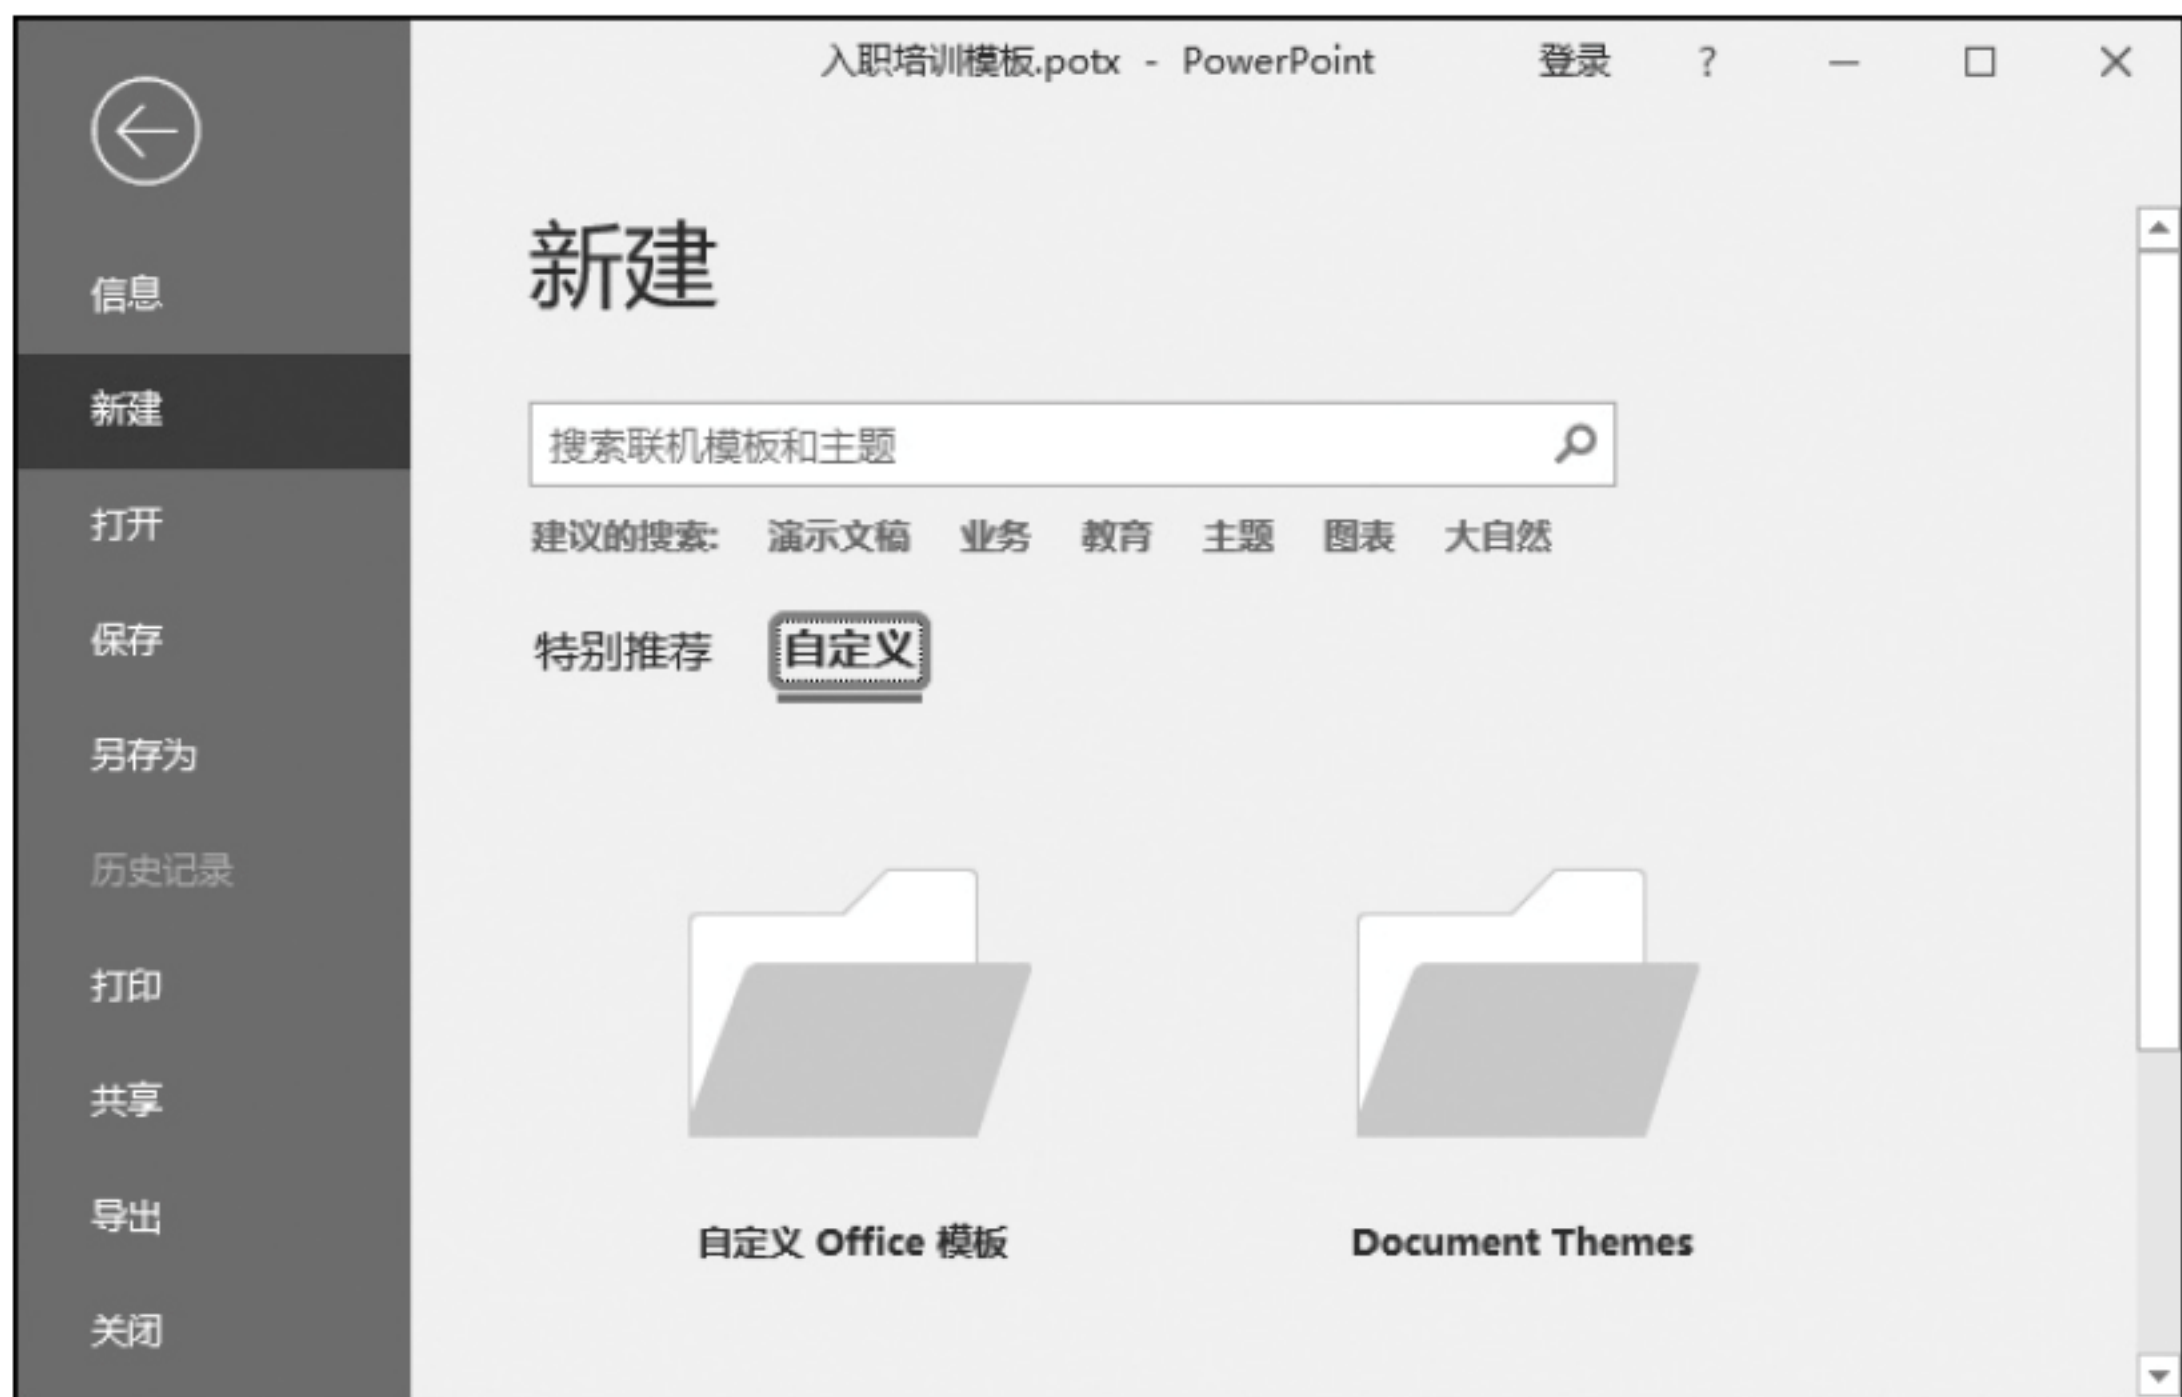 入职培训模板.potx - PowerPoint 登录 ?
信息
新建
打开
保存
另存为
历史记录
打印
共享
导出
关闭
新建
搜索联机模板和主题
建议的搜索: 演示文稿 业务 教育 主题 图表 大自然
特别推荐 自定义
自定义 Office 模板
Document Themes